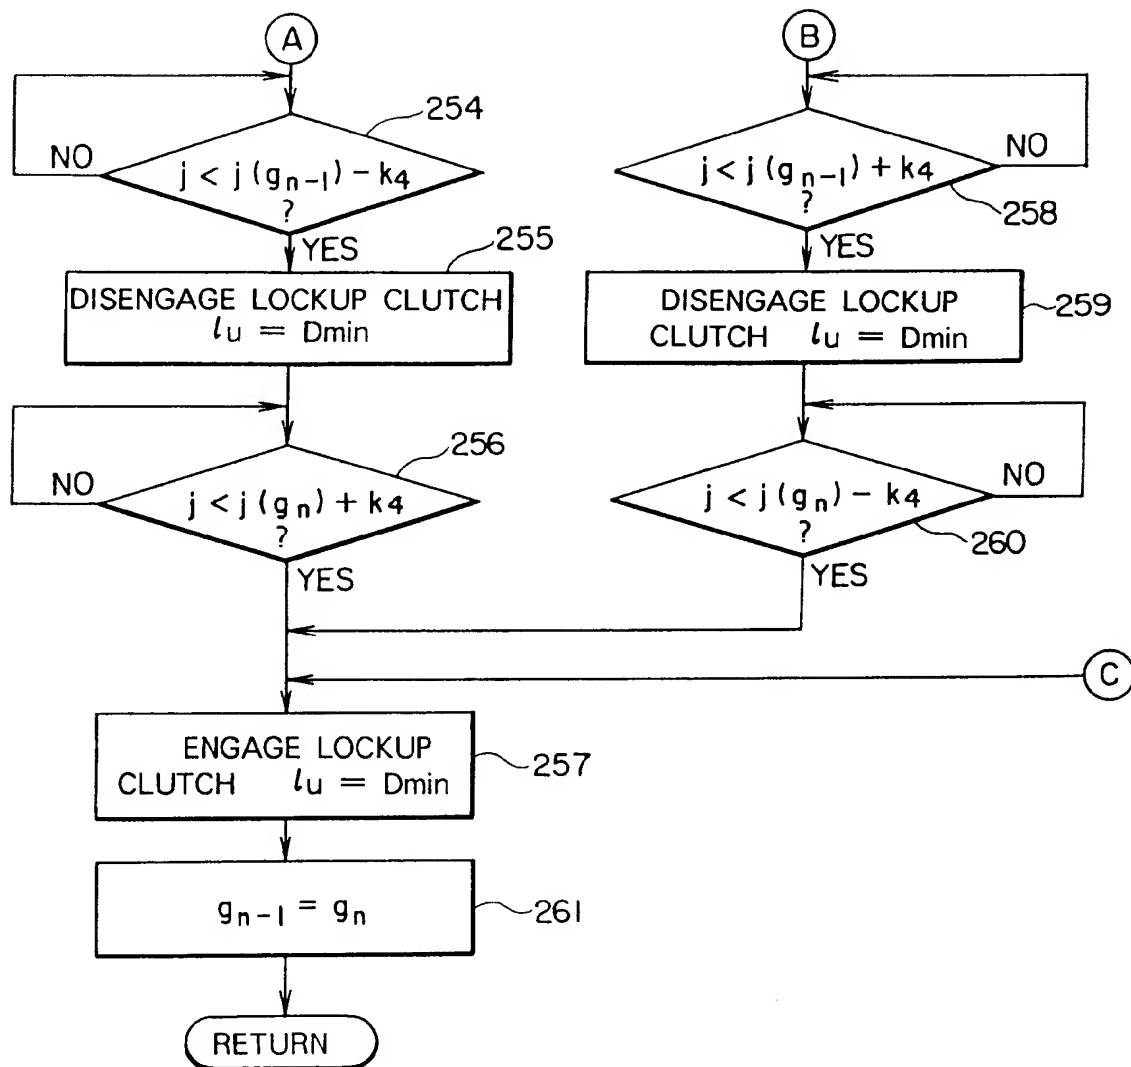 A
254
NO
j < j (gn-1) – k4
?
YES
255
DISENGAGE LOCKUP CLUTCH
lu = Dmin
256
NO
j < j (gn) + k4
?
YES
B
NO
j < j (gn-1) + k4
?
258
YES
DISENGAGE LOCKUP
CLUTCH lu = Dmin
259
NO
j < j (gn) – k4
?
260
YES
C
ENGAGE LOCKUP
CLUTCH lu = Dmin
257
gn-1 = gn
261
RETURN